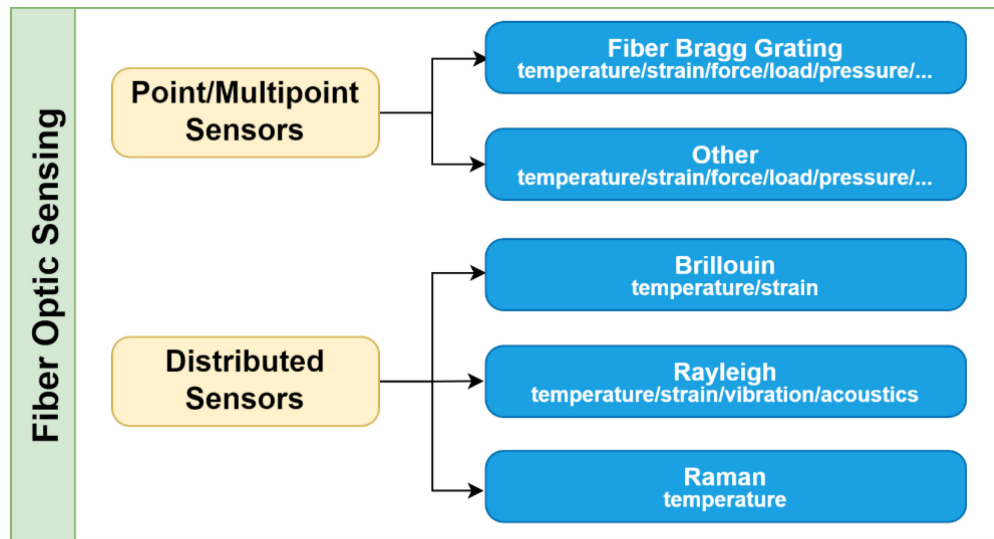 Fiber Optic Sensing
Point/Multipoint
Sensors
Fiber Bragg Grating
temperature/strain/force/load/pressure/...
Other
temperature/strain/force/load/pressure/...
Distributed
Sensors
Brillouin
temperature/strain
Rayleigh
temperature/strain/vibration/acoustics
Raman
temperature